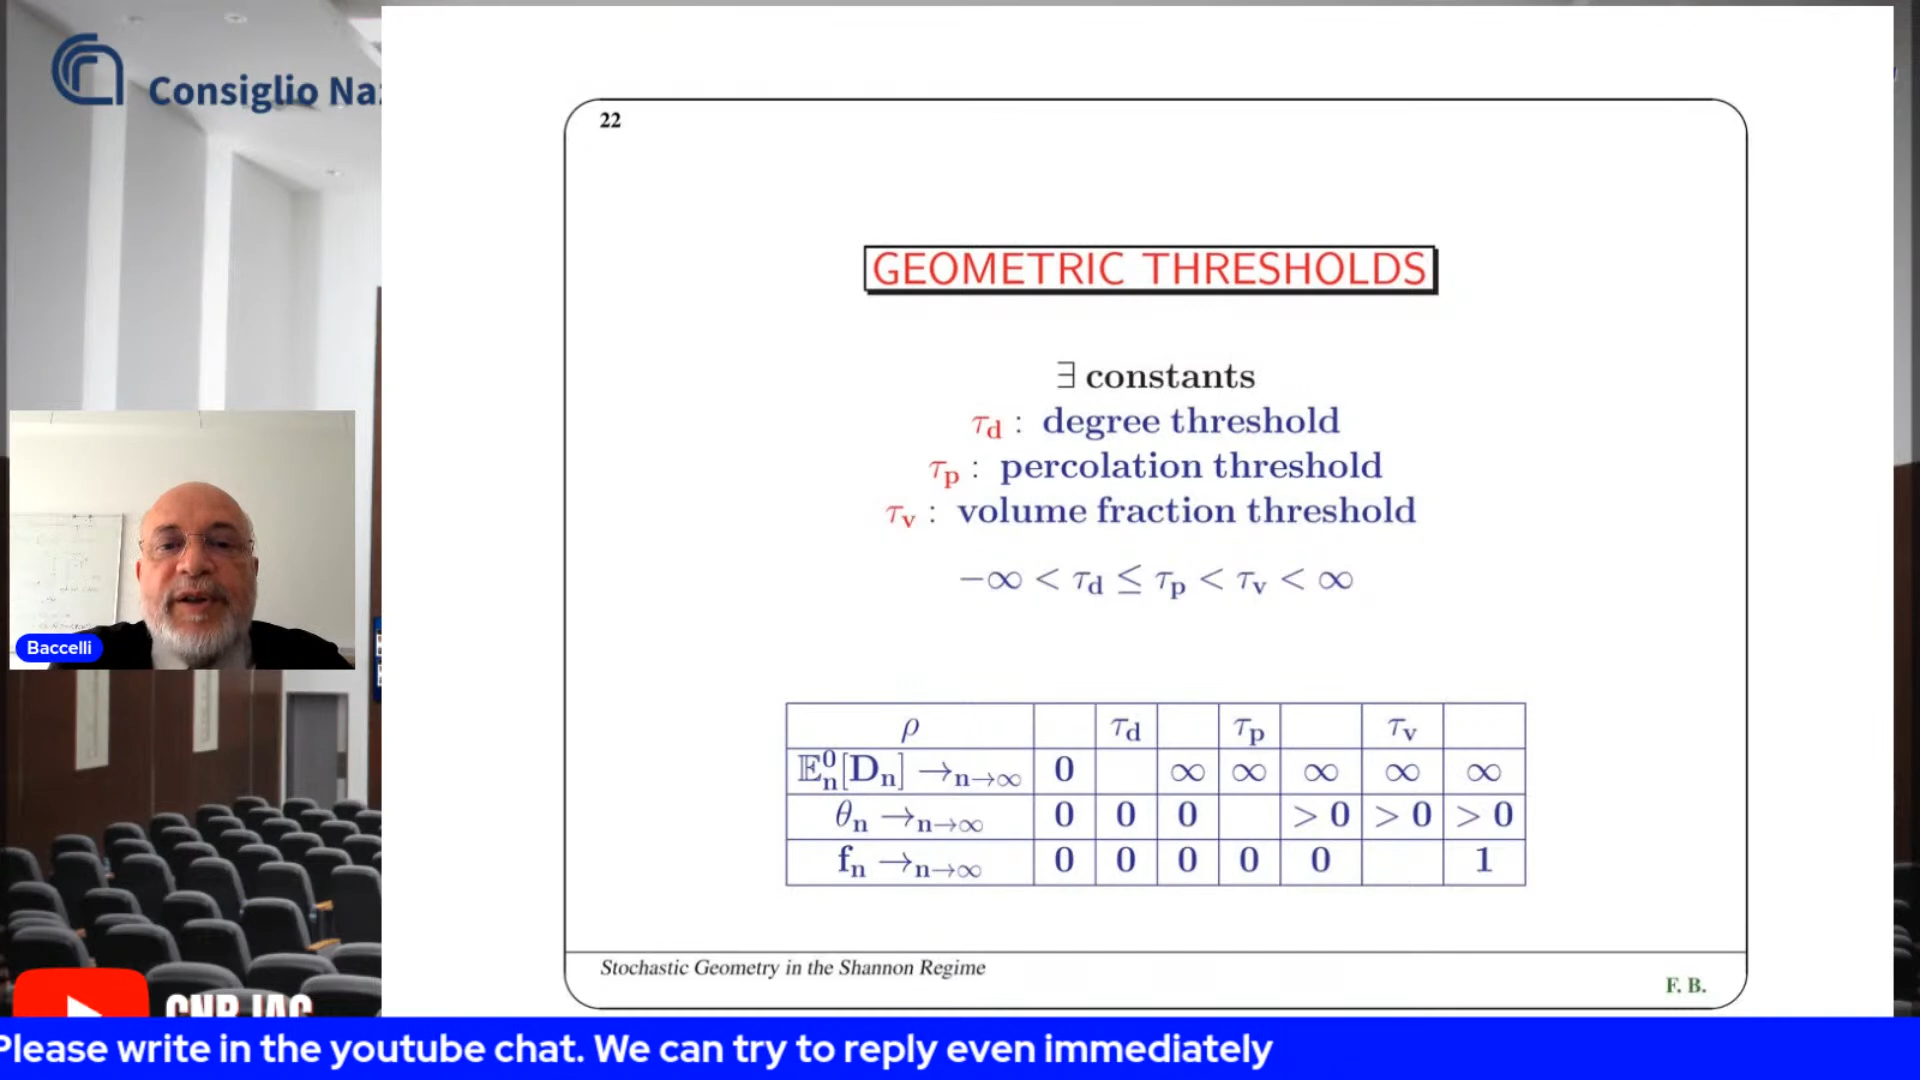 Consiglio Naz
22
GEOMETRIC THRESHOLDS
∃ constants
τd : degree threshold
τp : percolation threshold
τv : volume fraction threshold
−∞ < τd ≤ τp < τv < ∞
ρ τd τp τv
𝔼⁰n[Dn] →n→∞ 0 ∞ ∞ ∞ ∞ ∞
θn →n→∞ 0 0 0 > 0 > 0 > 0
fn →n→∞ 0 0 0 0 0 1
Stochastic Geometry in the Shannon Regime
F. B.
Baccelli
CNR IAC
Please write in the youtube chat. We can try to reply even immediately